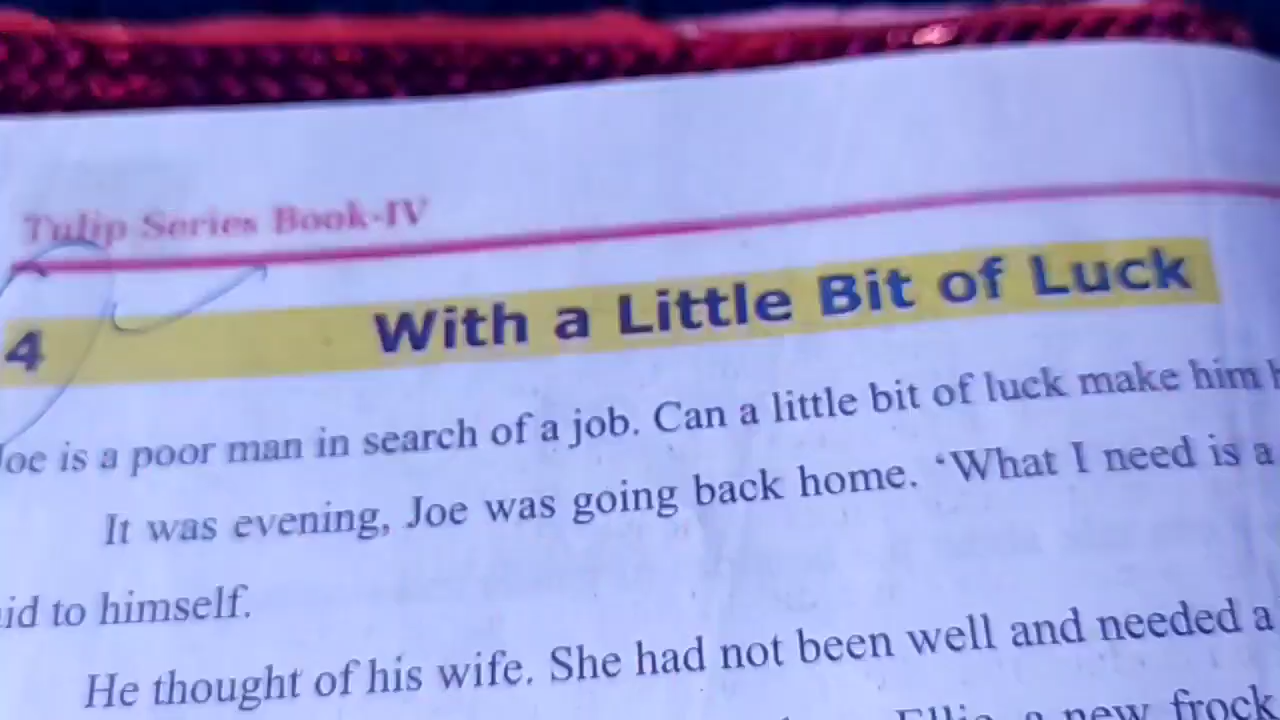 Tulip Series Book-IV
4 With a Little Bit of Luck
Joe is a poor man in search of a job. Can a little bit of luck make him
It was evening, Joe was going back home. ‘What I need is a
id to himself.
He thought of his wife. She had not been well and needed a
a new frock